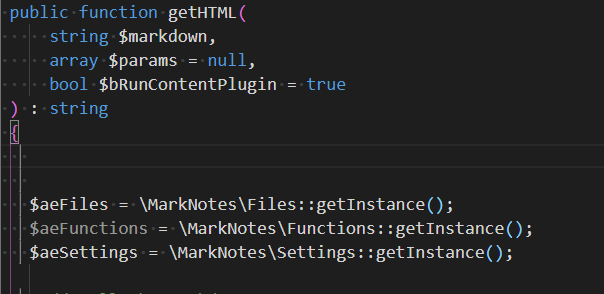 public function getHTML(
string $markdown,
array $params = null,
bool $bRunContentPlugin = true
) : string
{
$aeFiles = \MarkNotes\Files::getInstance();
$aeFunctions = \MarkNotes\Functions::getInstance();
$aeSettings = \MarkNotes\Settings::getInstance();